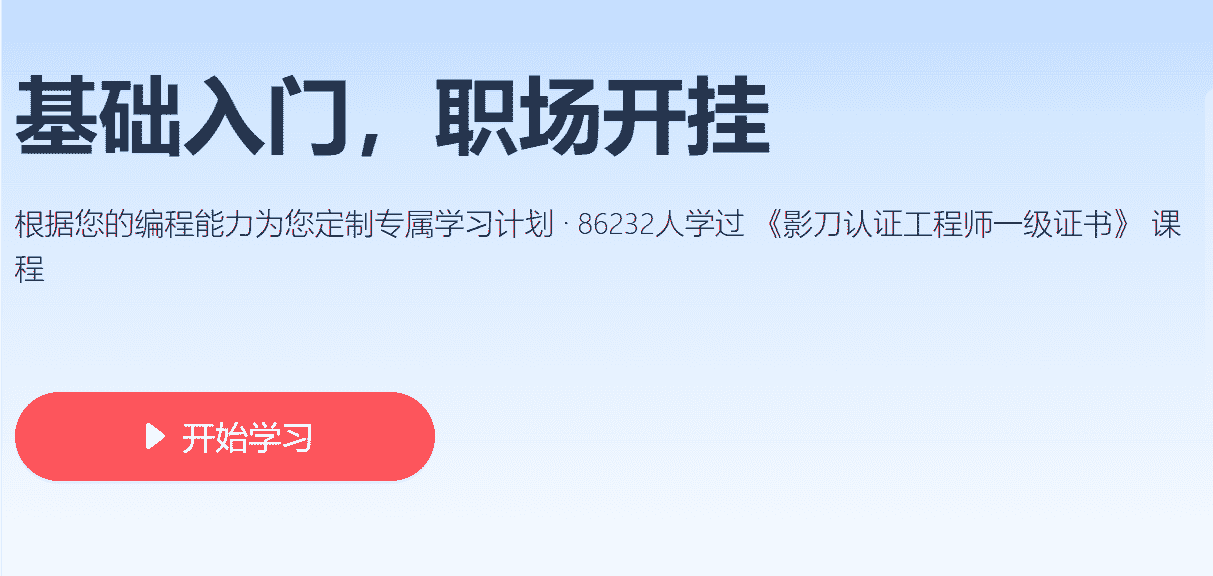 基础入门，职场开挂
根据您的编程能力为您定制专属学习计划 · 86232人学过 《影刀认证工程师一级证书》 课
程
开始学习